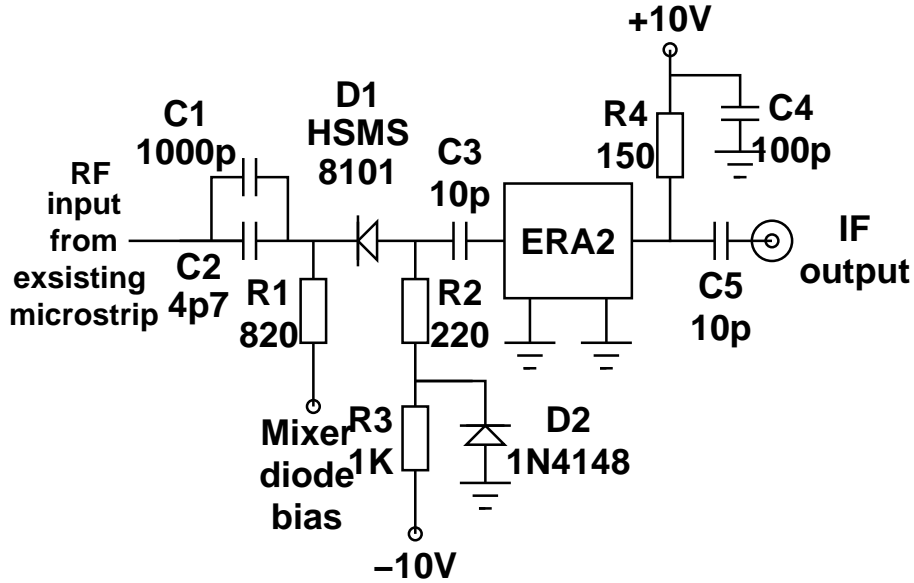 +10V
D1
HSMS
8101
C1
1000p
R4
150
C4
100p
C3
10p
RF
input
from
exsisting
microstrip
ERA2
IF
output
C2
4p7
R1
820
R2
220
C5
10p
Mixer
diode
bias
R3
1K
D2
1N4148
−10V